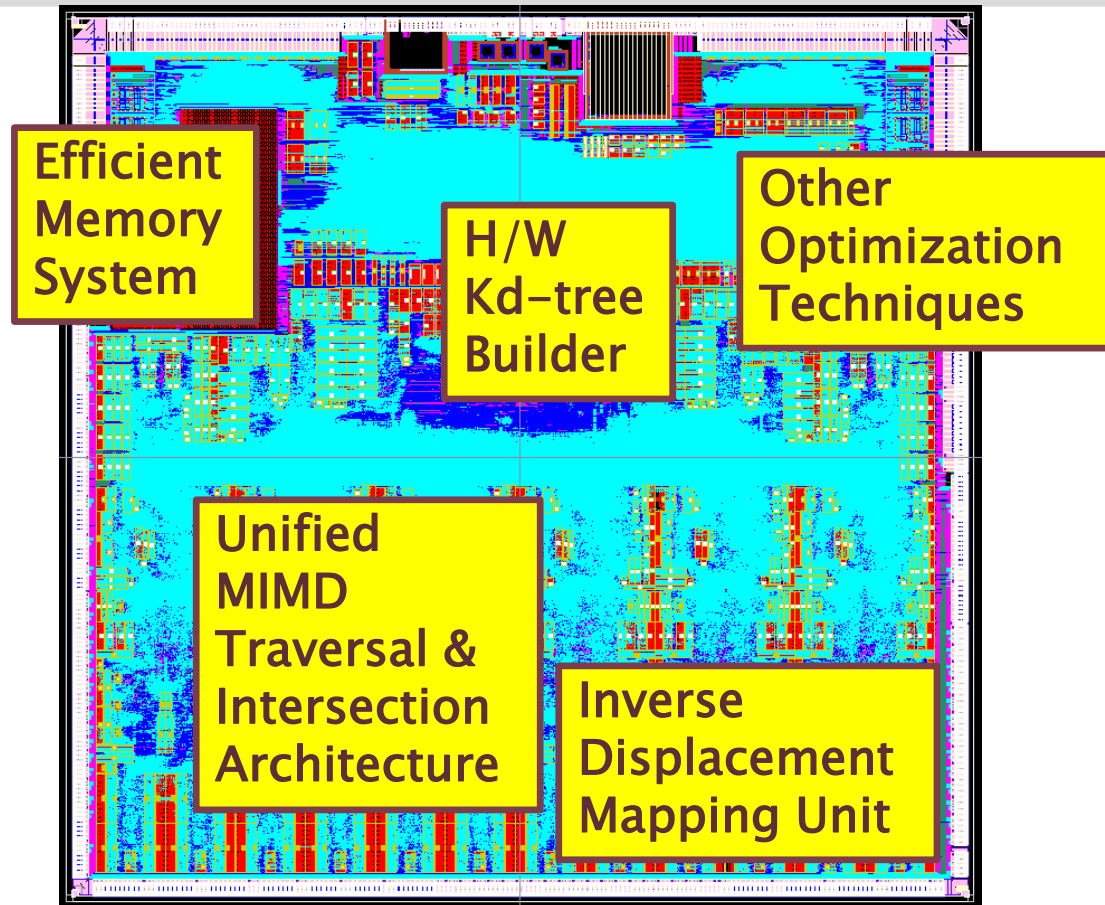 Efficient
Memory
System
H/W
Kd-tree
Builder
Other
Optimization
Techniques
Unified
MIMD
Traversal &
Intersection
Architecture
Inverse
Displacement
Mapping Unit